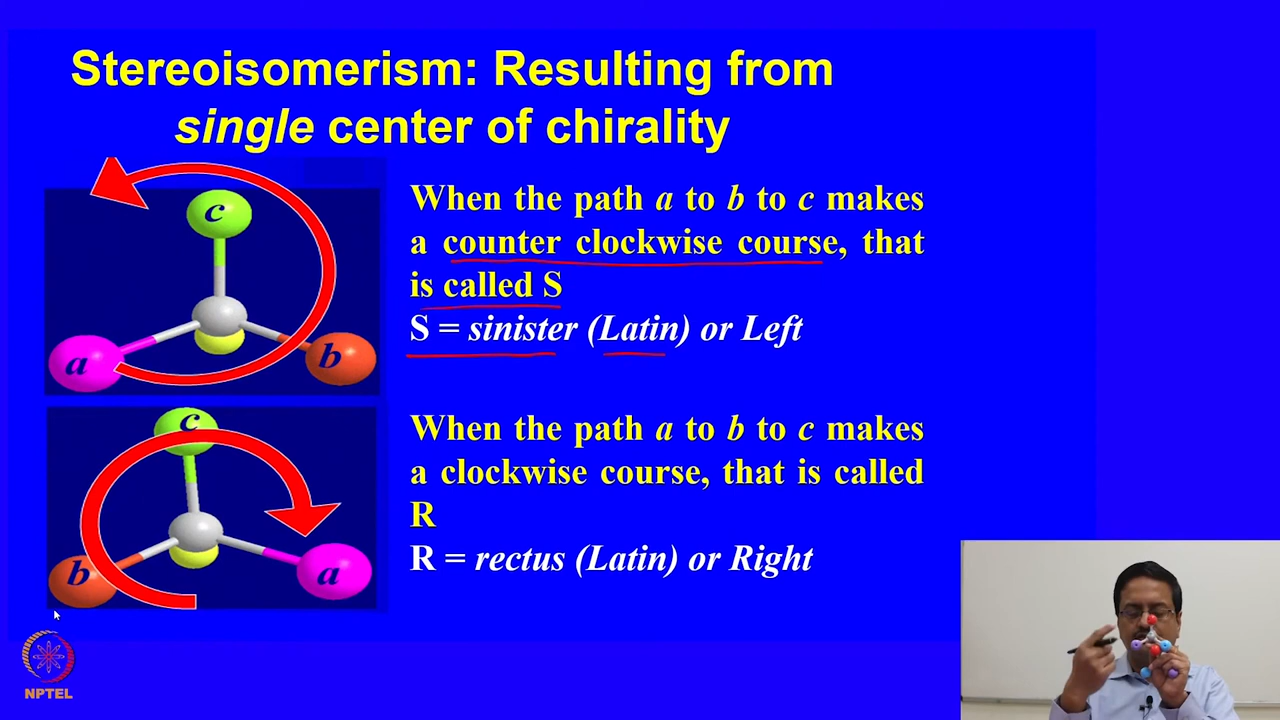 Stereoisomerism: Resulting from
single center of chirality
c
a
b
When the path a to b to c makes
a counter clockwise course, that
is called S
S = sinister (Latin) or Left
c
b
a
When the path a to b to c makes
a clockwise course, that is called
R
R = rectus (Latin) or Right
NPTEL